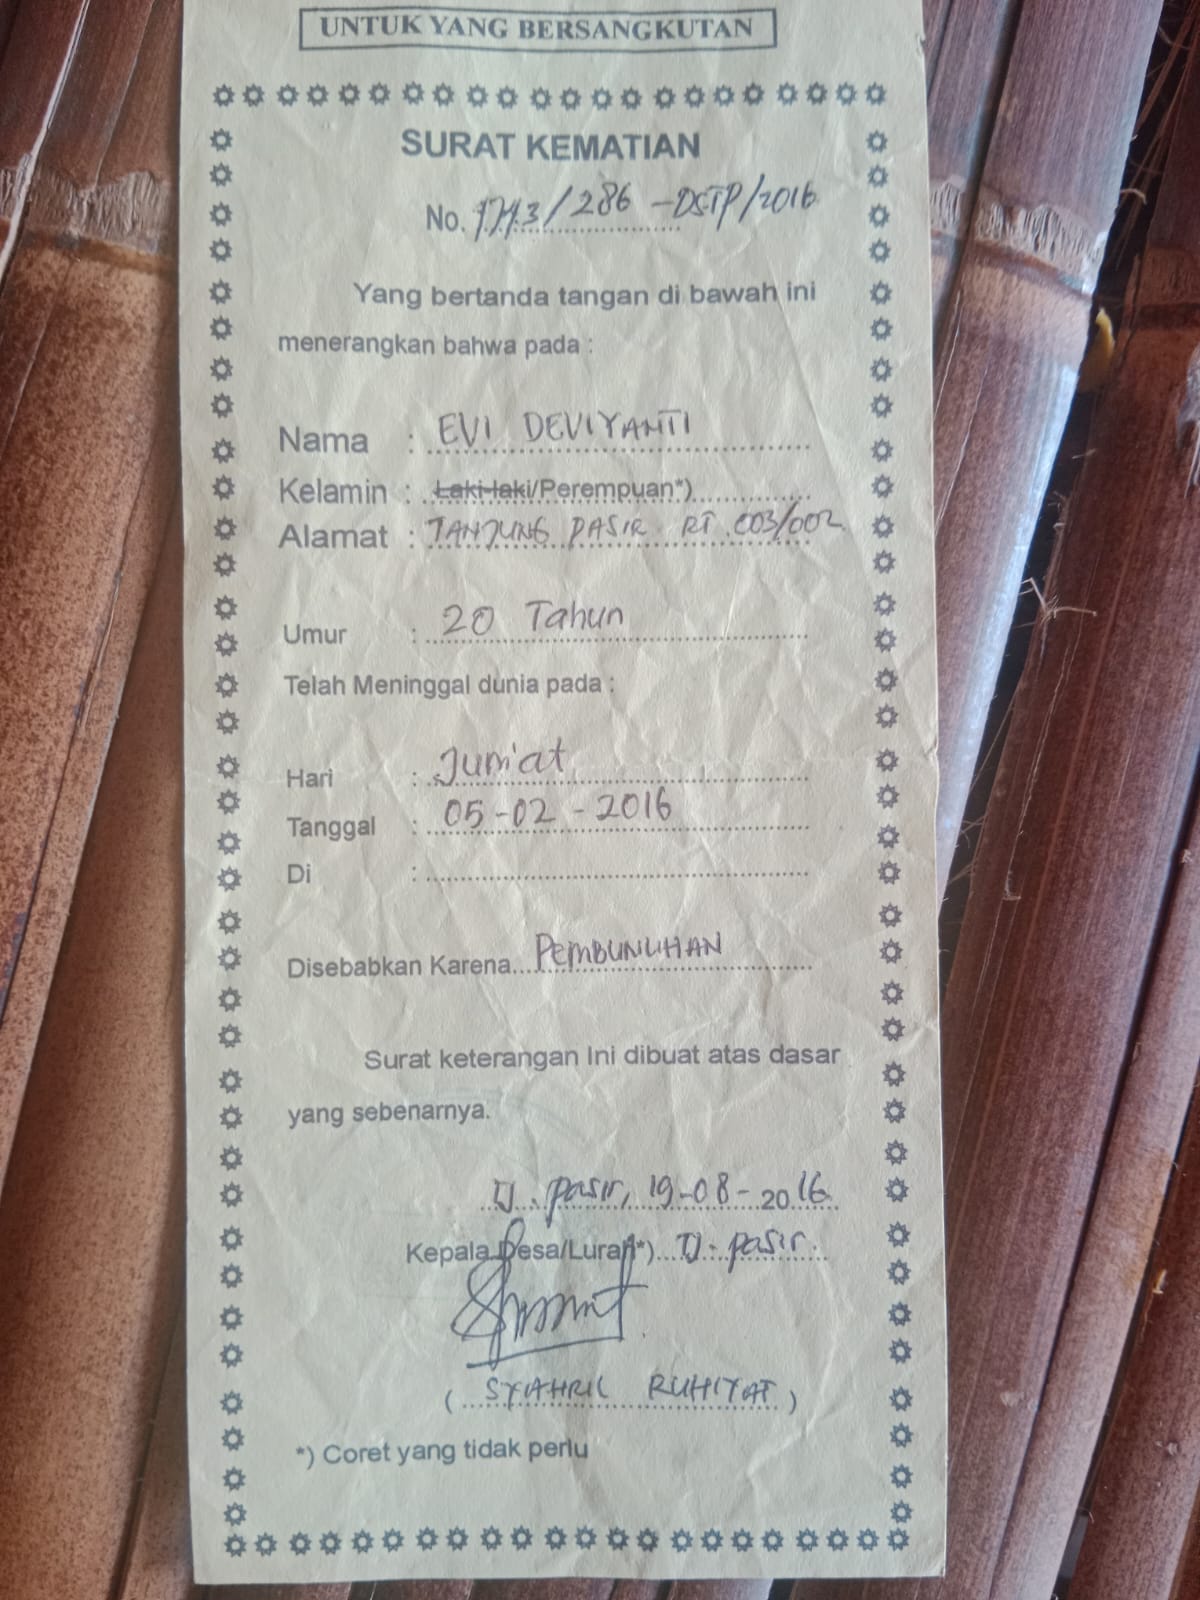 UNTUK YANG BERSANGKUTAN
SURAT KEMATIAN
No. 1743/286 -DSTP/2016
Yang bertanda tangan di bawah ini
menerangkan bahwa pada :
Nama : EVI DEVIYANTI
Kelamin : Laki-laki/Perempuan*)
Alamat : TANJUNG PASIR RT 003/002
Umur : 20 Tahun
Telah Meninggal dunia pada :
Hari : Jum'at
Tanggal : 05-02-2016
Di :
Disebabkan Karena PEMBUNUHAN
Surat keterangan Ini dibuat atas dasar
yang sebenarnya.
TJ. pasir, 19-08-2016
Kepala Desa/Lurah*) TJ. pasir.
( SYAHRIL RUHIYAT )
*) Coret yang tidak perlu